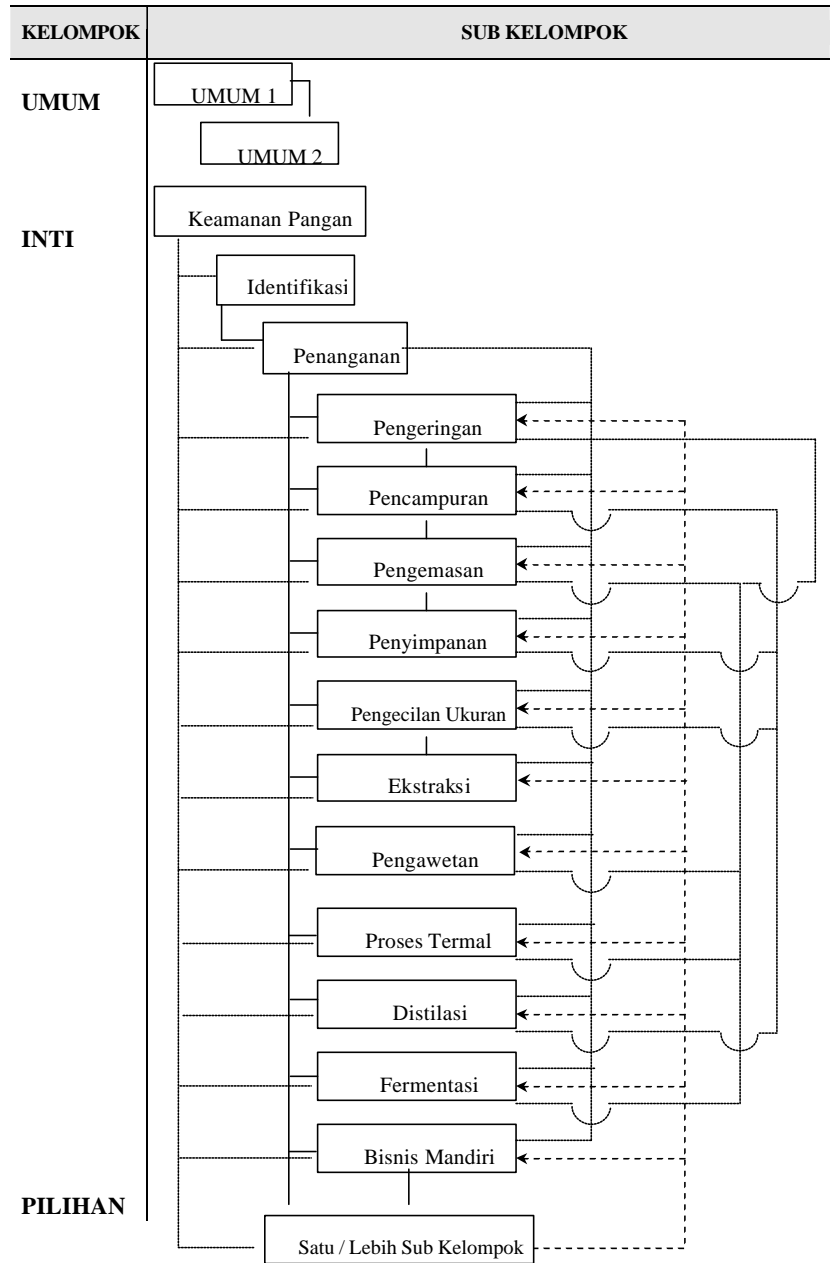 KELOMPOK SUB KELOMPOK
UMUM
UMUM 1
UMUM 2
Keamanan Pangan
INTI
Identifikasi
Penanganan
Pengeringan
Pencampuran
Pengemasan
Penyimpanan
Pengecilan Ukuran
Ekstraksi
Pengawetan
Proses Termal
Distilasi
Fermentasi
Bisnis Mandiri
PILIHAN
Satu / Lebih Sub Kelompok